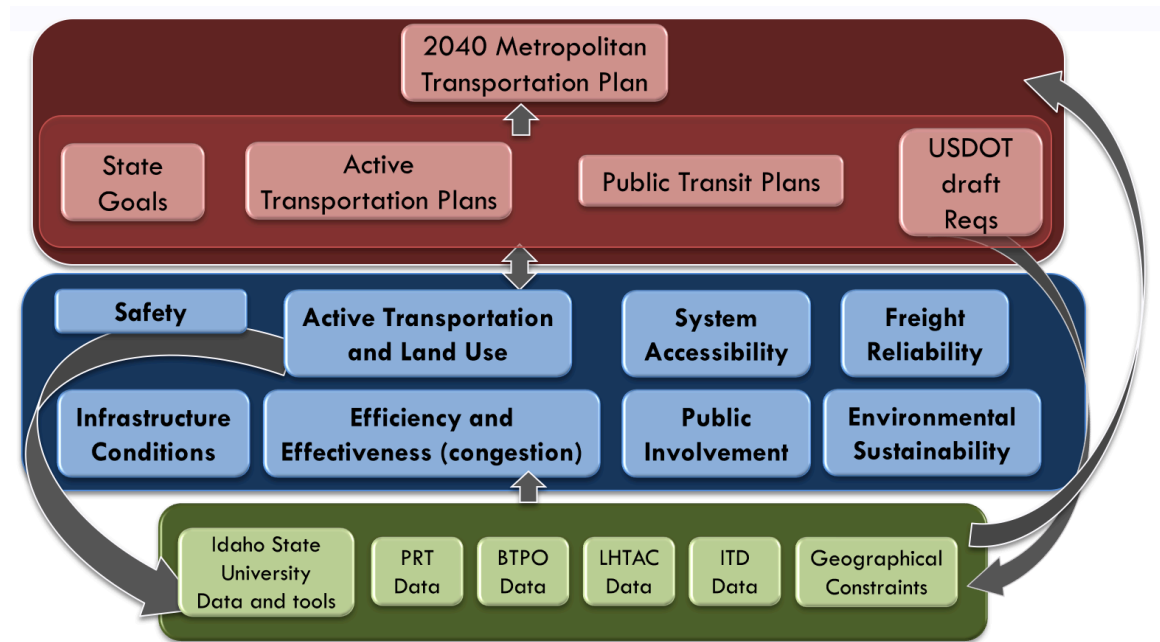 2040 Metropolitan
Transportation Plan
State
Goals
Active
Transportation Plans
Public Transit Plans
USDOT
draft
Reqs
Safety
Active Transportation
and Land Use
System
Accessibility
Freight
Reliability
Infrastructure
Conditions
Efficiency and
Effectiveness (congestion)
Public
Involvement
Environmental
Sustainability
Idaho State
University
Data and tools
PRT
Data
BTPO
Data
LHTAC
Data
ITD
Data
Geographical
Constraints